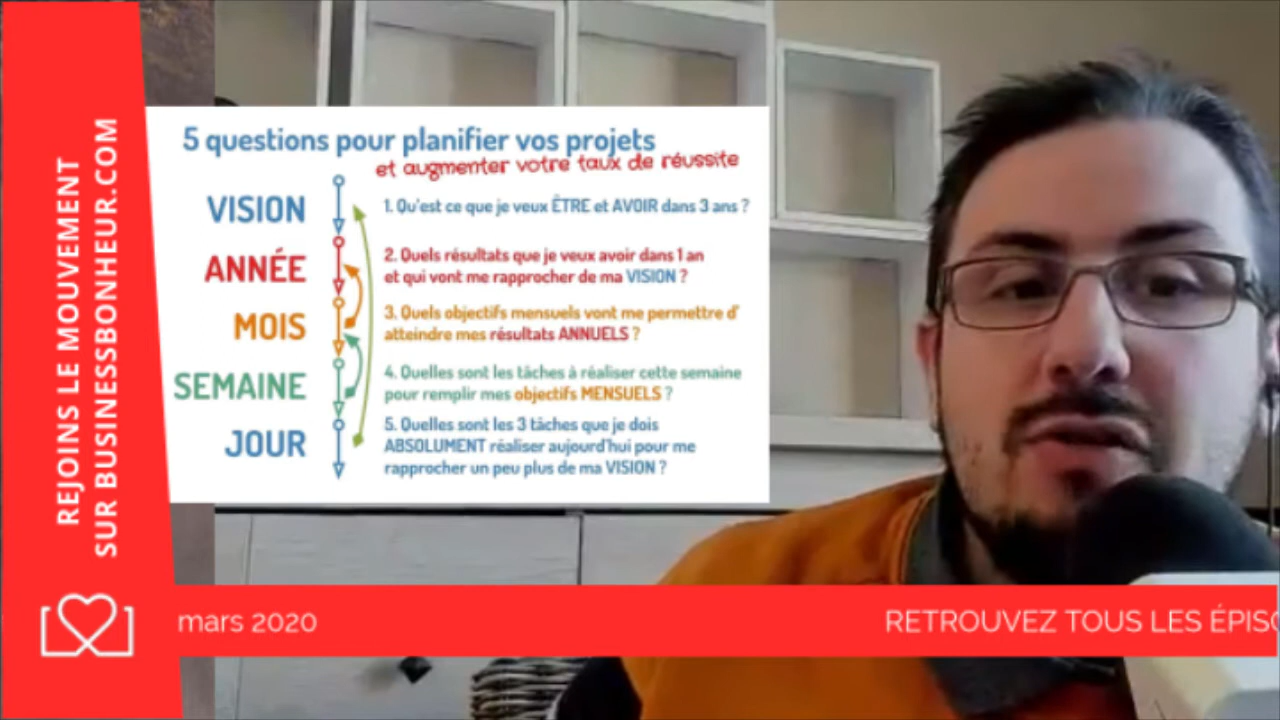 REJOINS LE MOUVEMENT
SUR BUSINESSBONHEUR.COM
5 questions pour planifier vos projets
et augmenter votre taux de réussite
VISION
1. Qu'est ce que je veux ÊTRE et AVOIR dans 3 ans ?
ANNÉE
2. Quels résultats que je veux avoir dans 1 an
et qui vont me rapprocher de ma VISION ?
MOIS
3. Quels objectifs mensuels vont me permettre d'
atteindre mes résultats ANNUELS ?
SEMAINE
4. Quelles sont les tâches à réaliser cette semaine
pour remplir mes objectifs MENSUELS ?
JOUR
5. Quelles sont les 3 tâches que je dois
ABSOLUMENT réaliser aujourd'hui pour me
rapprocher un peu plus de ma VISION ?
mars 2020
RETROUVEZ TOUS LES ÉPIS